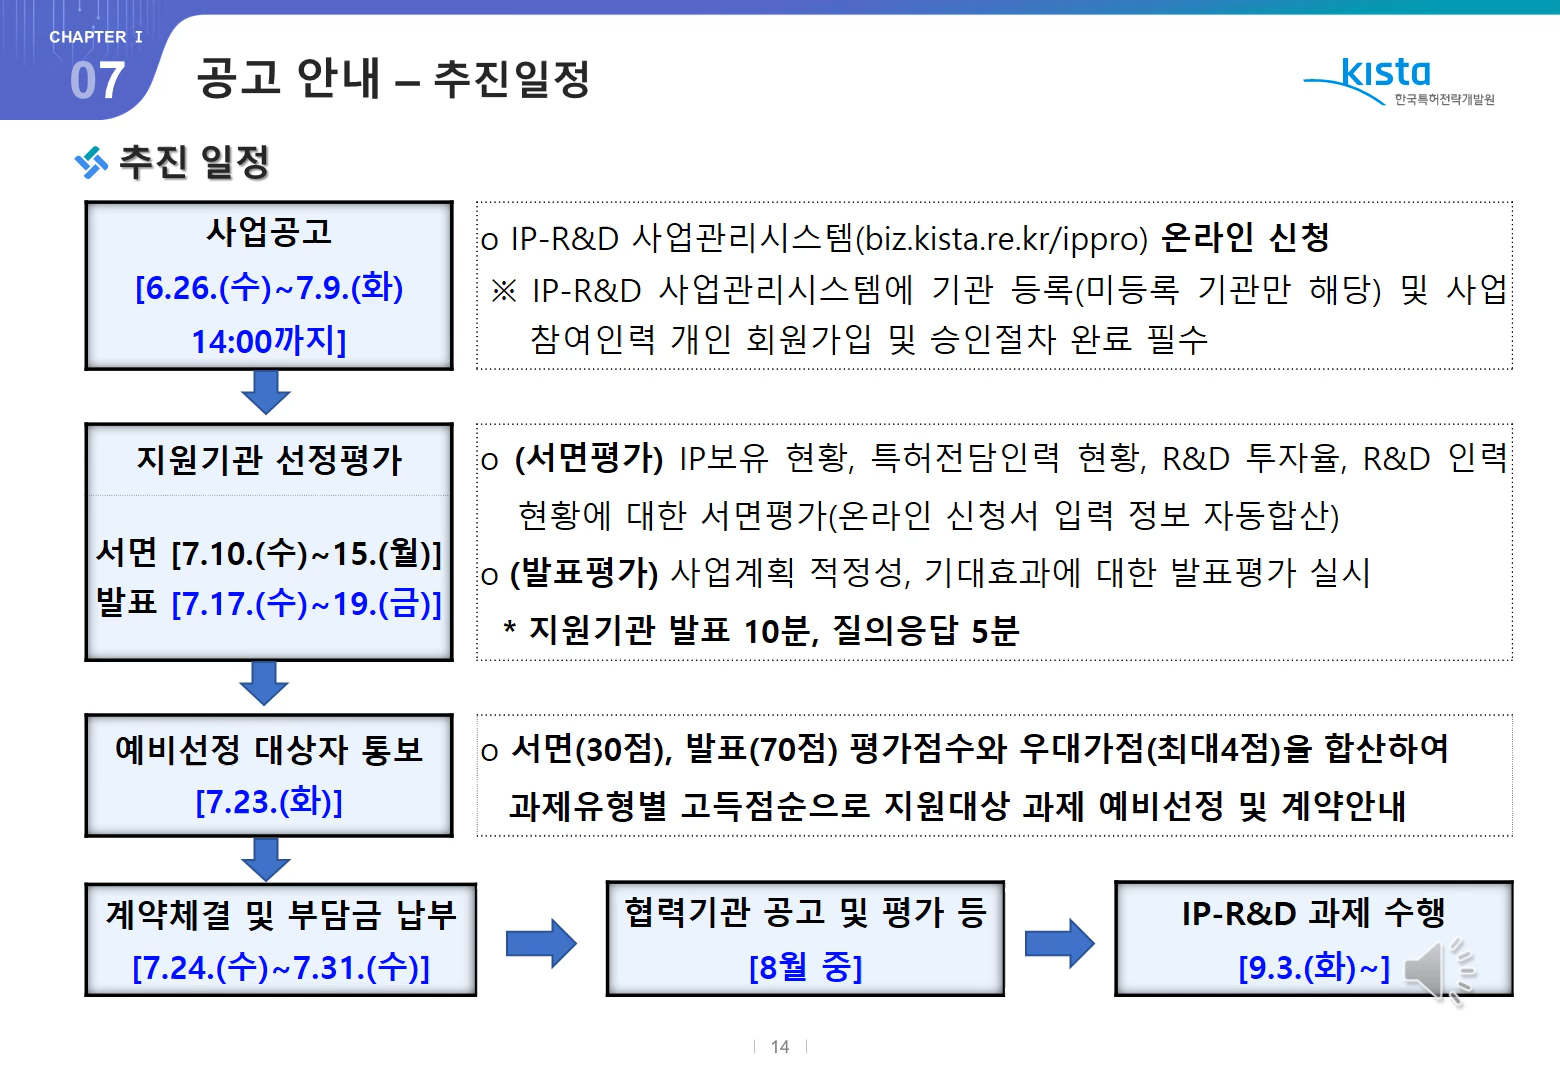 CHAPTER I
07
공고 안내 – 추진일정
kısta
한국특허전략개발원
추진 일정
사업공고
[6.26.(수)~7.9.(화)
14:00까지]
o IP-R&D 사업관리시스템(biz.kista.re.kr/ippro) 온라인 신청
※ IP-R&D 사업관리시스템에 기관 등록(미등록 기관만 해당) 및 사업
참여인력 개인 회원가입 및 승인절차 완료 필수
지원기관 선정평가
서면 [7.10.(수)~15.(월)]
발표 [7.17.(수)~19.(금)]
o (서면평가) IP보유 현황, 특허전담인력 현황, R&D 투자율, R&D 인력
현황에 대한 서면평가(온라인 신청서 입력 정보 자동합산)
o (발표평가) 사업계획 적정성, 기대효과에 대한 발표평가 실시
* 지원기관 발표 10분, 질의응답 5분
예비선정 대상자 통보
[7.23.(화)]
o 서면(30점), 발표(70점) 평가점수와 우대가점(최대4점)을 합산하여
과제유형별 고득점순으로 지원대상 과제 예비선정 및 계약안내
계약체결 및 부담금 납부
[7.24.(수)~7.31.(수)]
협력기관 공고 및 평가 등
[8월 중]
IP-R&D 과제 수행
[9.3.(화)~]
14